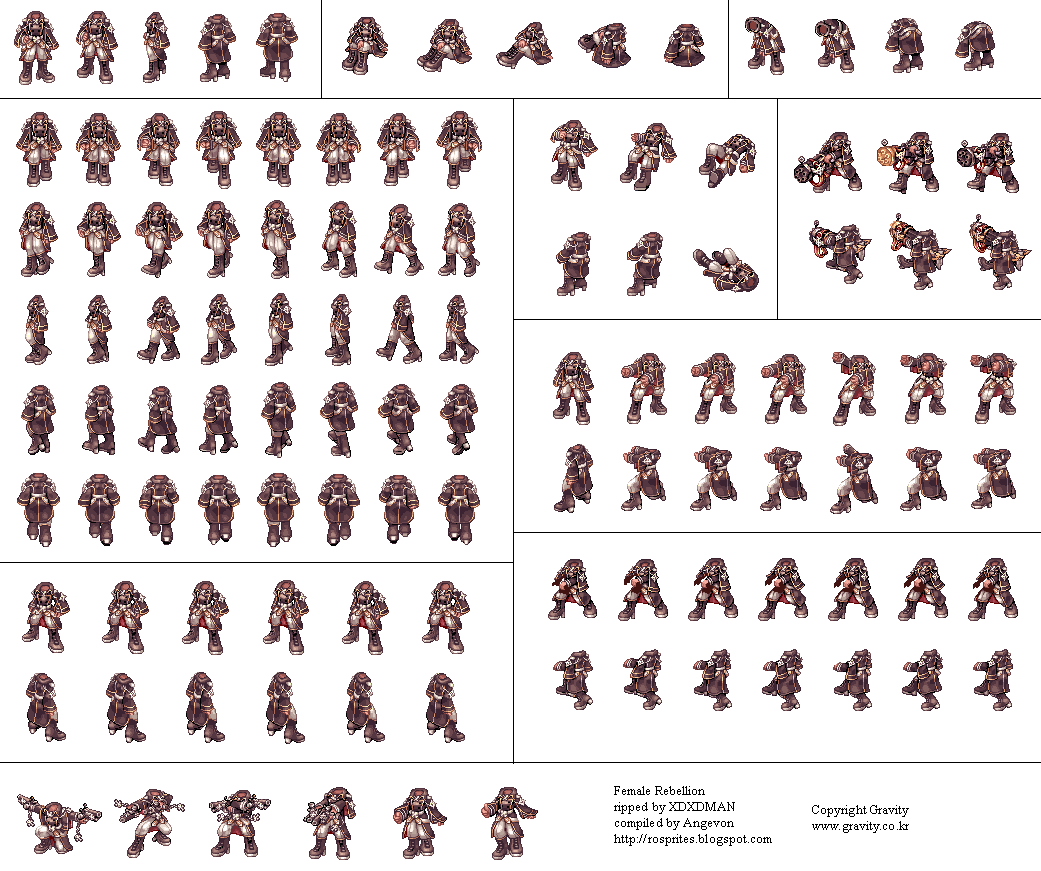 Female Rebellion
ripped by XDXDMAN
compiled by Angevon
http://rosprites.blogspot.com
Copyright Gravity
www.gravity.co.kr